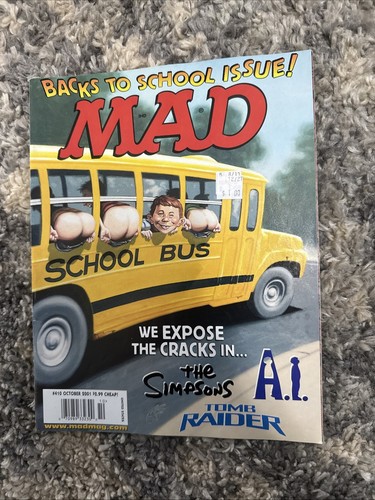 BACKS TO SCHOOL ISSUE!
MAD
SCHOOL BUS
WE EXPOSE
THE CRACKS IN...
the Simpsons
A.I.
TOMB RAIDER
#410 OCTOBER 2001 $2.99 CHEAP!
www.madmag.com